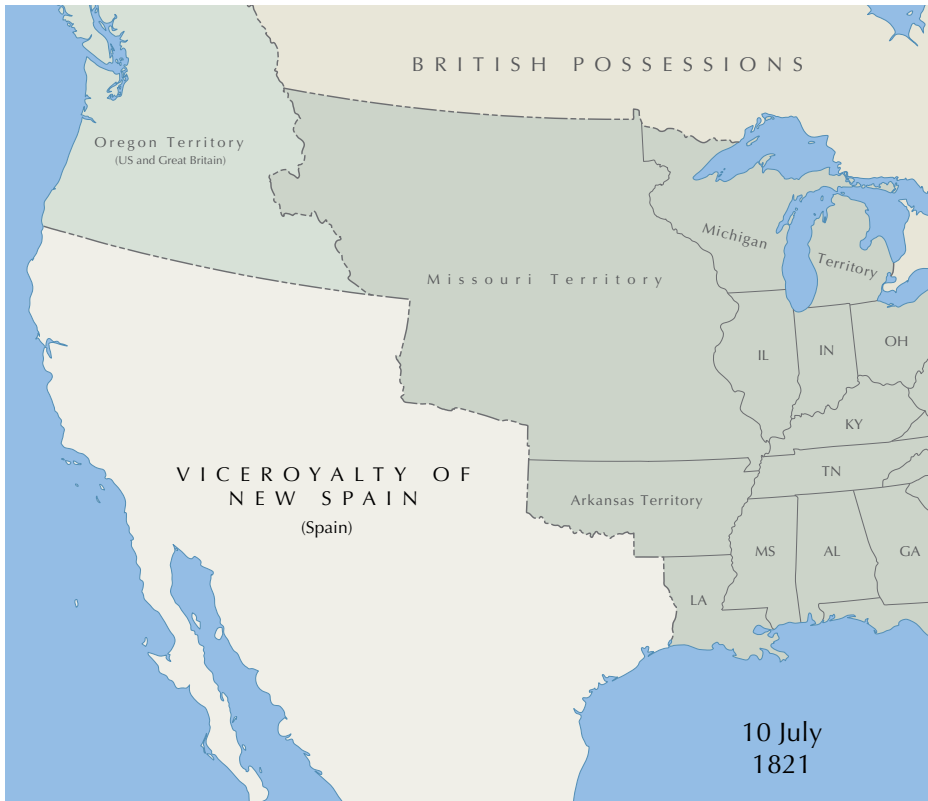 BRITISH POSSESSIONS
Oregon Territory
(US and Great Britain)
Michigan
Territory
Missouri Territory
IL
IN
OH
KY
VICEROYALTY OF
NEW SPAIN
(Spain)
TN
Arkansas Territory
MS
AL
GA
LA
10 July
1821